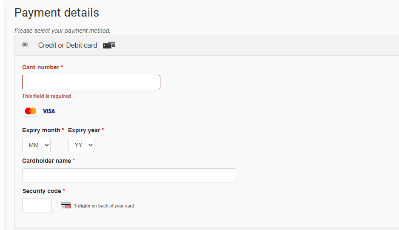 Payment details
Please select your payment method.
Credit or Debit card
Card number *
This field is required
VISA
Expiry month * Expiry year *
MM YY
Cardholder name *
Security code *
3 digits on back of your card